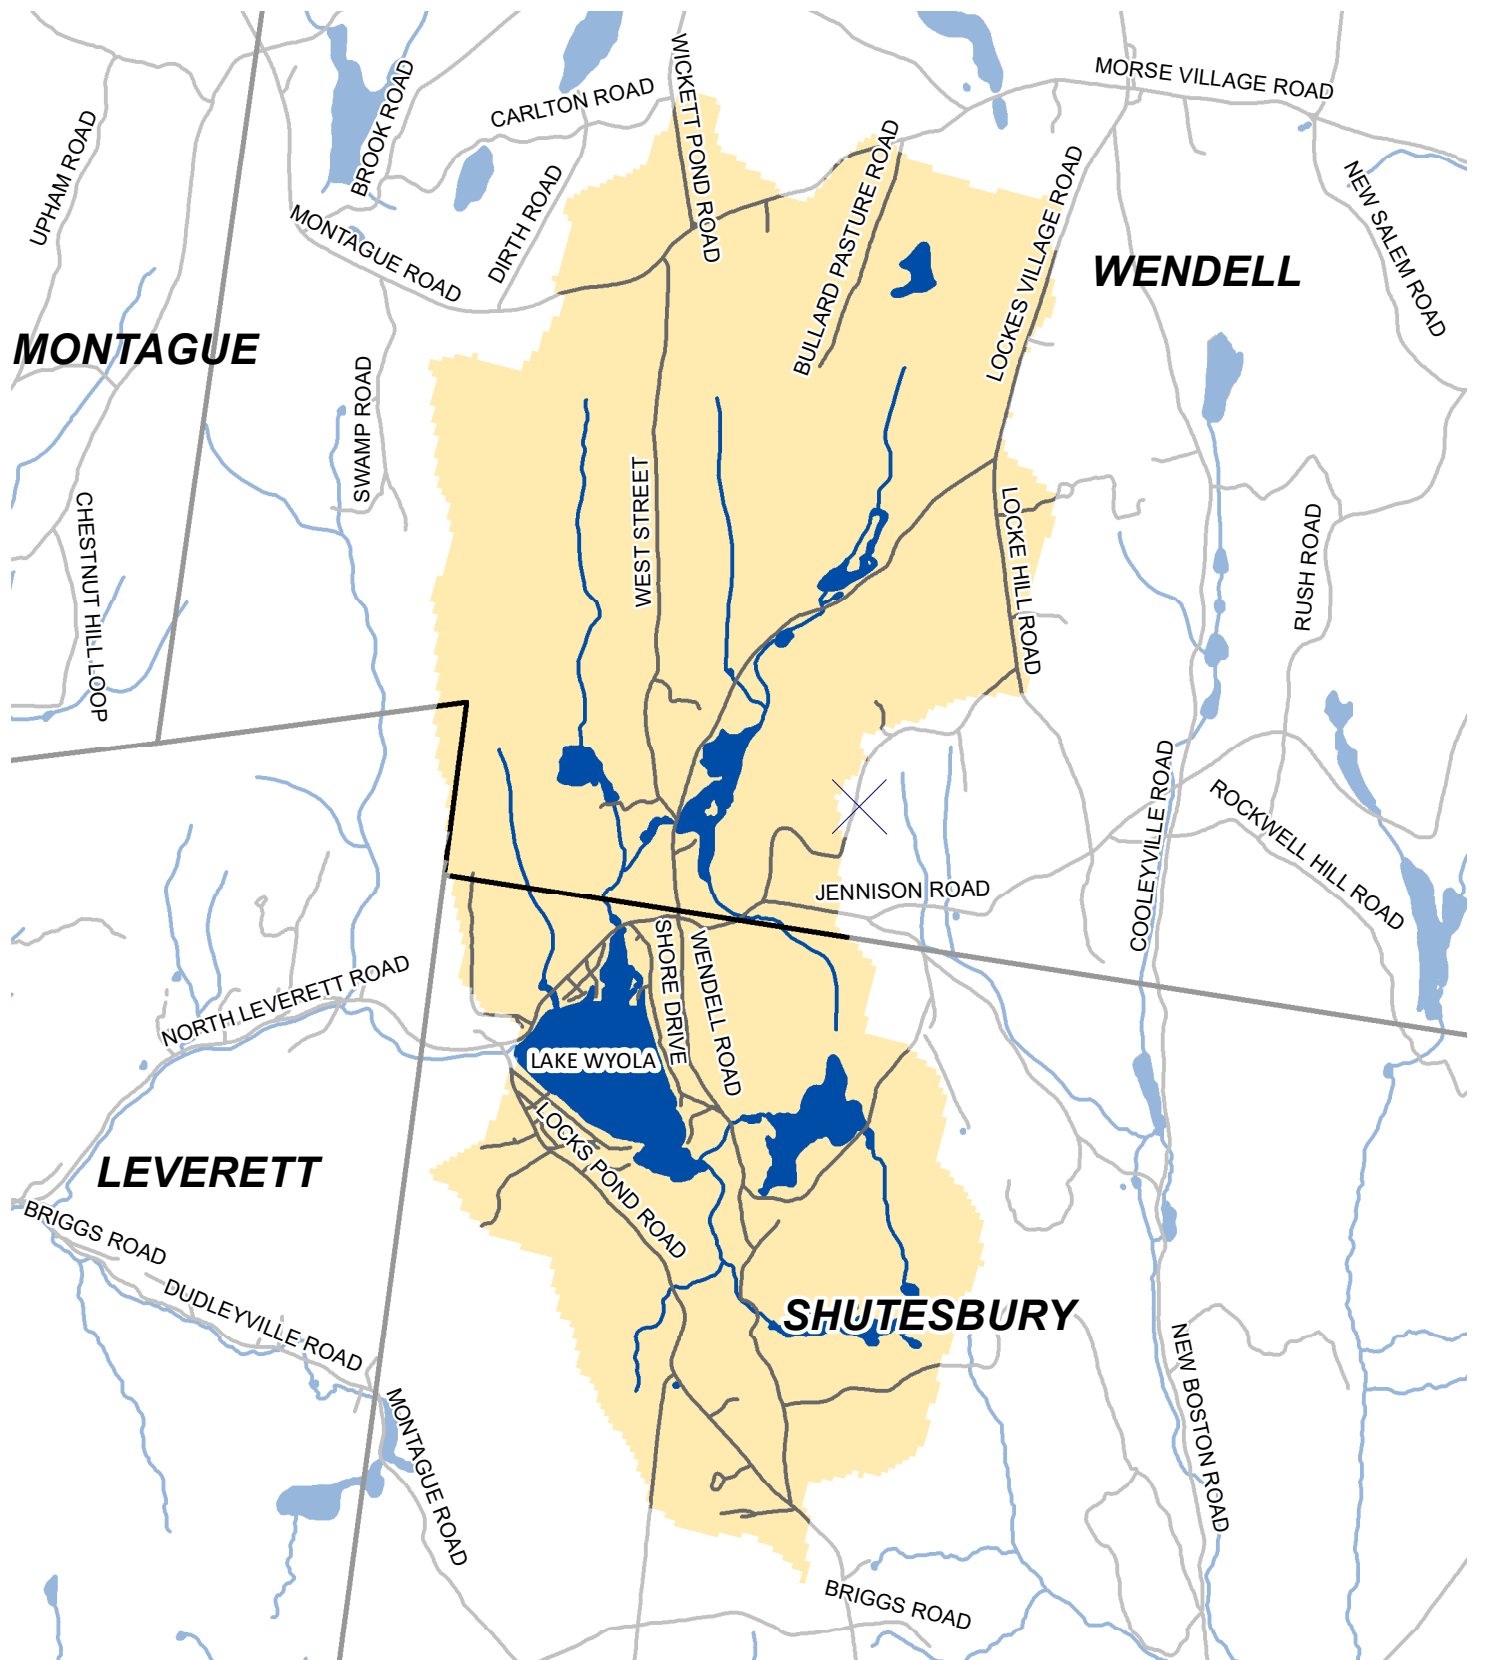 WICKETT POND ROAD
MORSE VILLAGE ROAD
BROOK ROAD
CARLTON ROAD
UPHAM ROAD
BULLARD PASTURE ROAD
LOCKES VILLAGE ROAD
NEW SALEM ROAD
DIRTH ROAD
MONTAGUE ROAD
WENDELL
MONTAGUE
SWAMP ROAD
WEST STREET
CHESTNUT HILL LOOP
LOCKE HILL ROAD
RUSH ROAD
COOLEYVILLE ROAD
ROCKWELL HILL ROAD
JENNISON ROAD
NORTH LEVERETT ROAD
SHORE DRIVE
WENDELL ROAD
LAKE WYOLA
LOCKS POND ROAD
LEVERETT
BRIGGS ROAD
DUDLEYVILLE ROAD
SHUTESBURY
NEW BOSTON ROAD
MONTAGUE ROAD
BRIGGS ROAD